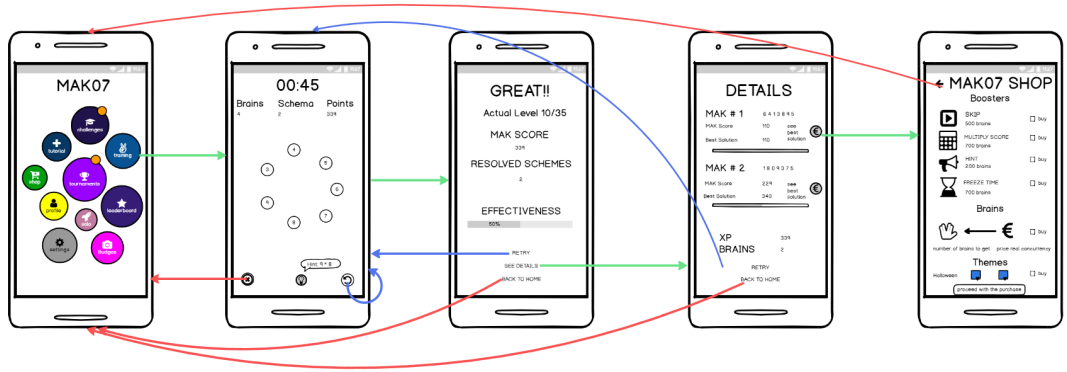 MAK07
challenges
tutorial
training
shop
tournaments
profile
leaderboard
settings
Badges
00:45
Brains Schema Points
4 2 339
4
3
5
6
9
8
7
Hint: 9 * 8
GREAT!!
Actual Level 10/35
MAK SCORE
339
RESOLVED SCHEMES
2
EFFECTIVENESS
50%
RETRY
SEE DETAILS
BACK TO HOME
DETAILS
MAK # 1 6 4 1 3 8 9 5
MAK Score 110 see best solution €
Best Solution 110
MAK # 2 1 8 0 9 3 7 5
MAK Score 229 see best solution €
Best Solution 340
XP 339
BRAINS 2
RETRY
BACK TO HOME
MAK07 SHOP
Boosters
SKIP
500 brains
buy
MULTIPLY SCORE
700 brains
buy
HINT
200 brains
buy
FREEZE TIME
700 brains
buy
Brains
€ buy
number of brains to get price real concurrency
Themes
Halloween buy
proceed with the purchase